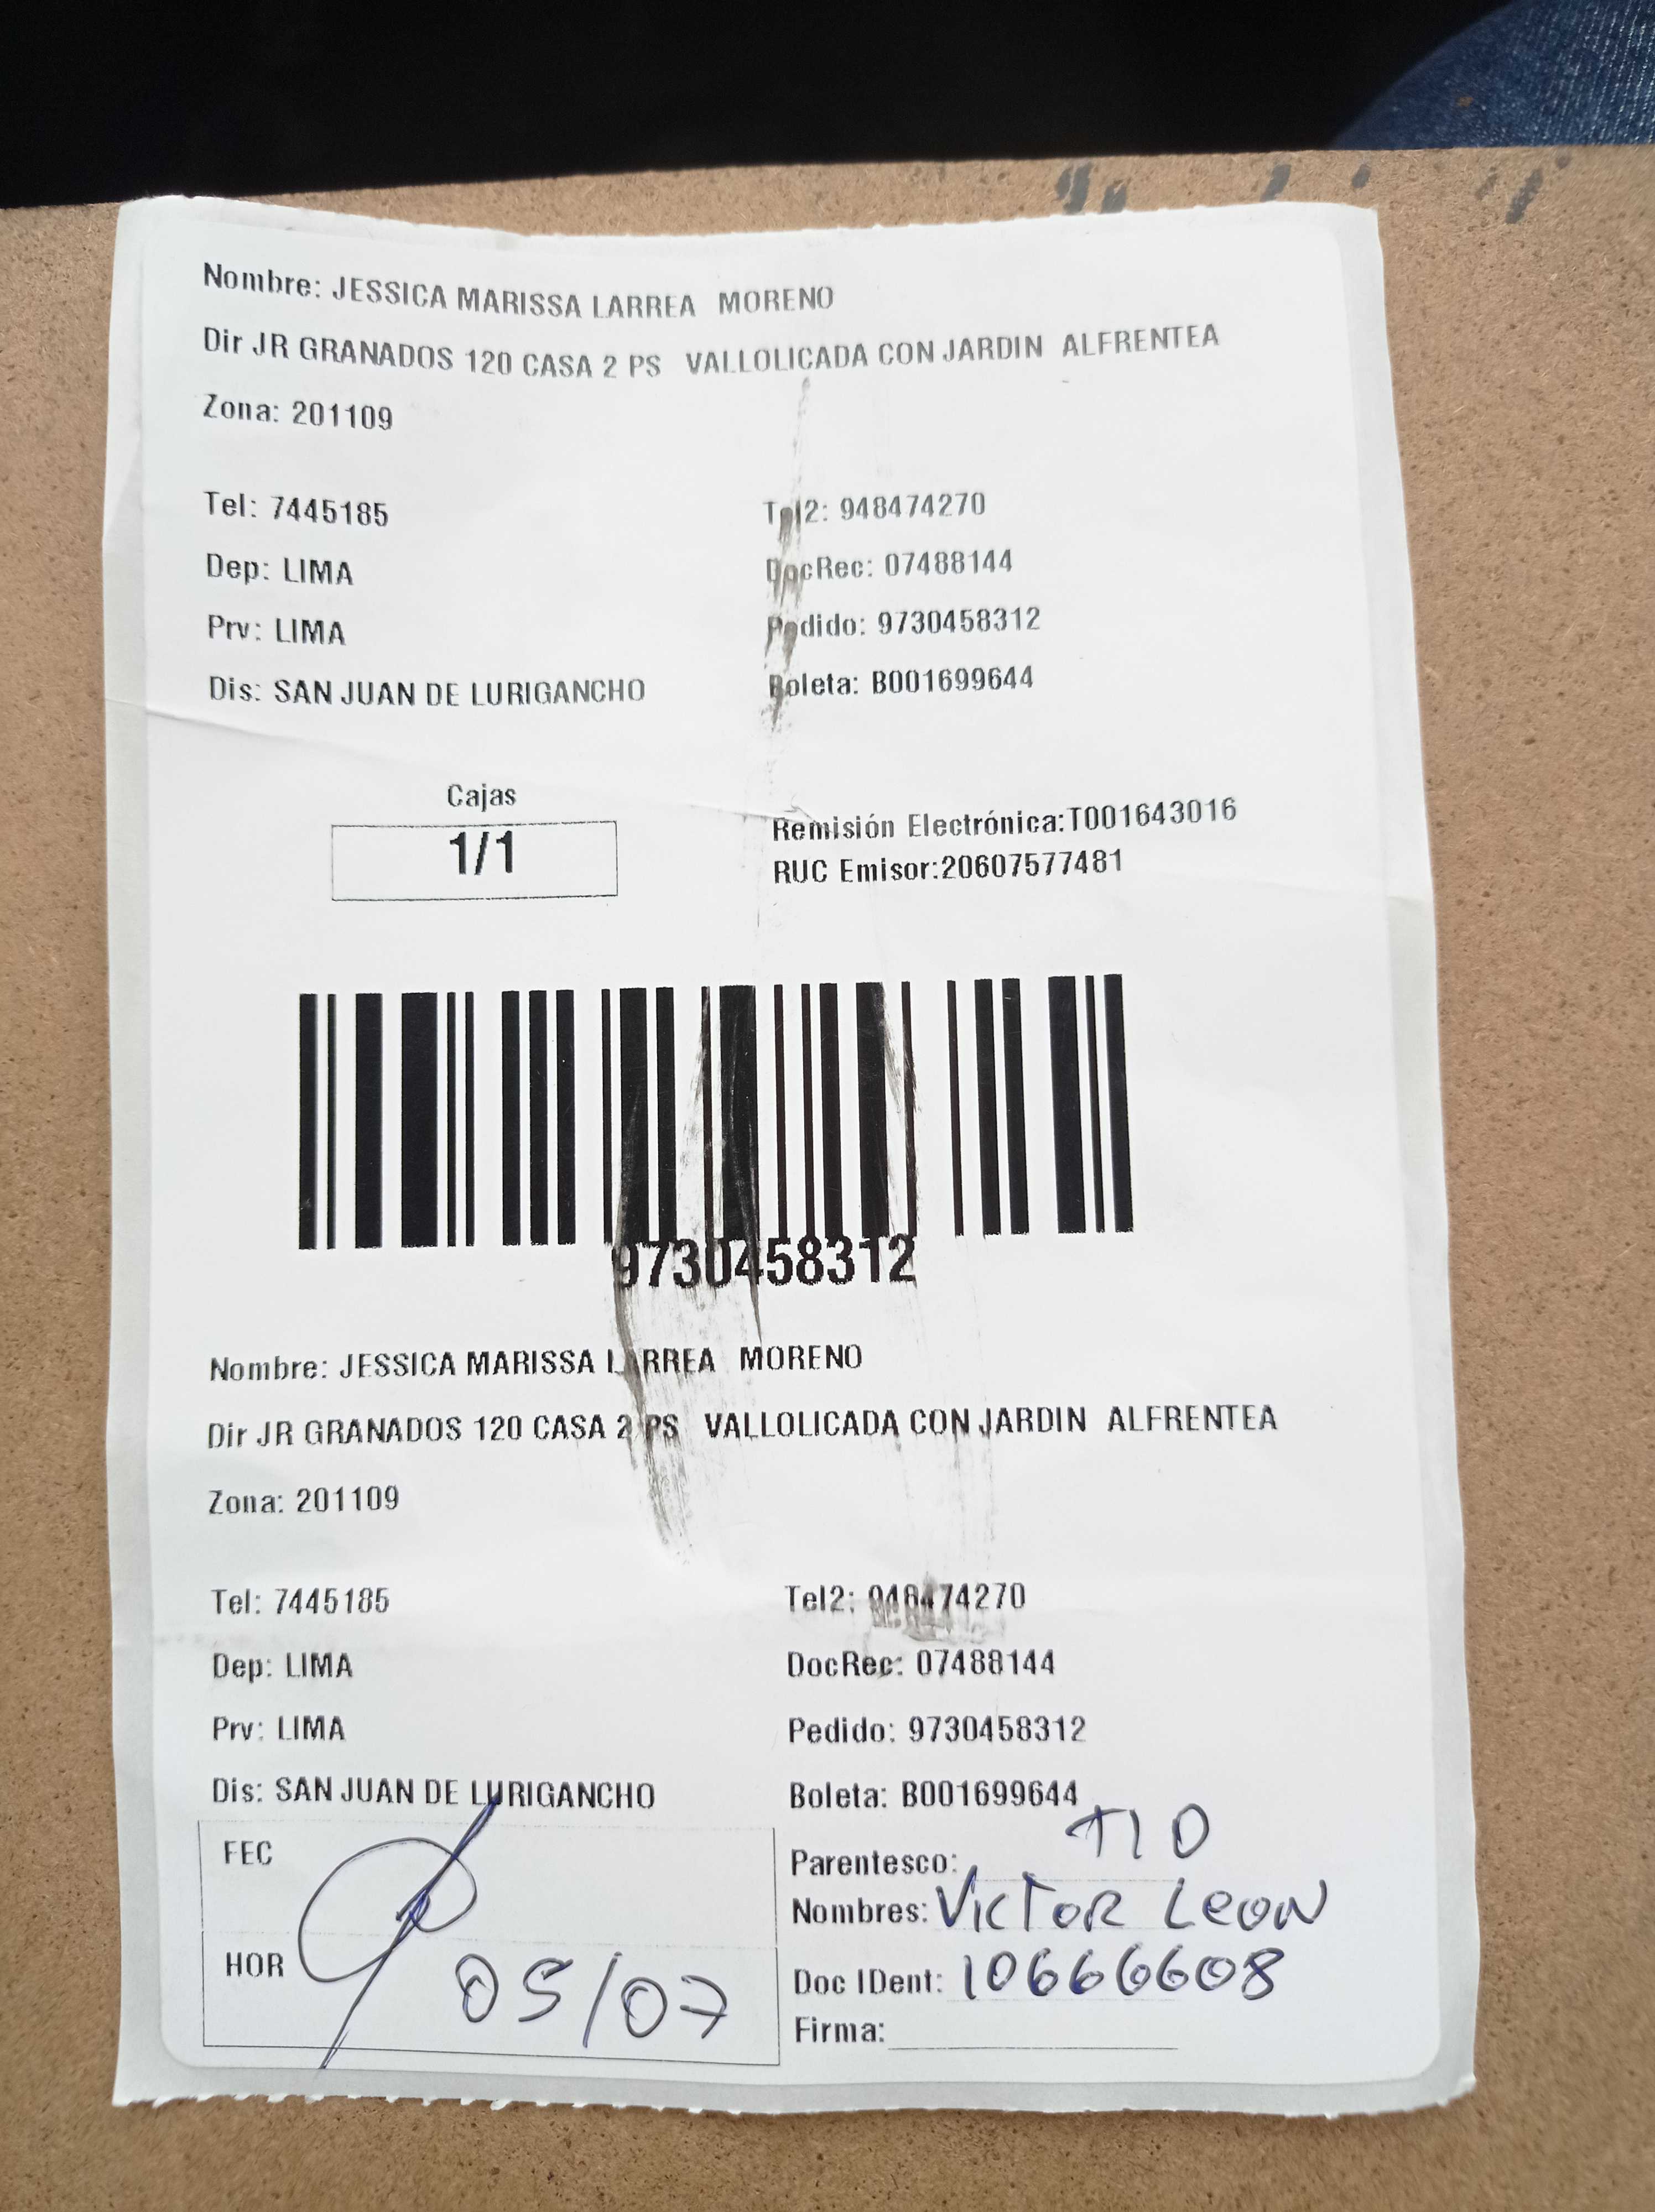 Nombre: JESSICA MARISSA LARREA MORENO
Dir JR GRANADOS 120 CASA 2 PS VALLOLICADA CON JARDIN ALFRENTEA
Zona: 201109
Tel: 7445185 Tel2: 948474270
Dep: LIMA DocRec: 07488144
Prv: LIMA Pedido: 9730458312
Dis: SAN JUAN DE LURIGANCHO Boleta: B001699644
Cajas
1/1
Remisión Electrónica:T001643016
RUC Emisor:20607577481
9730458312
Nombre: JESSICA MARISSA LARREA MORENO
Dir JR GRANADOS 120 CASA 2 PS VALLOLICADA CON JARDIN ALFRENTEA
Zona: 201109
Tel: 7445185 Tel2: 948474270
Dep: LIMA DocRec: 07488144
Prv: LIMA Pedido: 9730458312
Dis: SAN JUAN DE LURIGANCHO Boleta: B001699644
FEC
HOR 05/07
Parentesco: TIO
Nombres: VICTOR LEON
Doc IDent: 10666608
Firma: